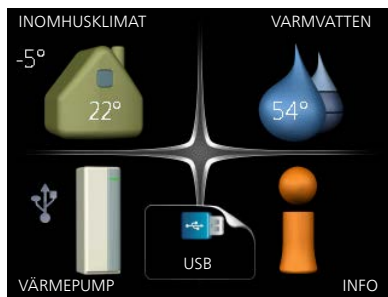 INOMHUSKLIMAT
VARMVATTEN
-5°
22°
54°
USB
VÄRMEPUMP
INFO